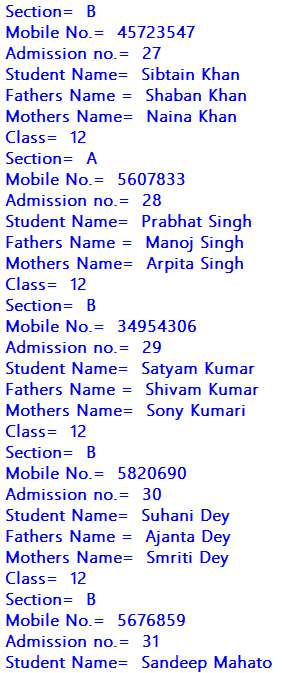 Section=  B
Mobile No.=  45723547
Admission no.=  27
Student Name=  Sibtain Khan
Fathers Name =  Shaban Khan
Mothers Name=  Naina Khan
Class=  12
Section=  A
Mobile No.=  5607833
Admission no.=  28
Student Name=  Prabhat Singh
Fathers Name =  Manoj Singh
Mothers Name=  Arpita Singh
Class=  12
Section=  B
Mobile No.=  34954306
Admission no.=  29
Student Name=  Satyam Kumar
Fathers Name =  Shivam Kumar
Mothers Name=  Sony Kumari
Class=  12
Section=  B
Mobile No.=  5820690
Admission no.=  30
Student Name=  Suhani Dey
Fathers Name =  Ajanta Dey
Mothers Name=  Smriti Dey
Class=  12
Section=  B
Mobile No.=  5676859
Admission no.=  31
Student Name=  Sandeep Mahato